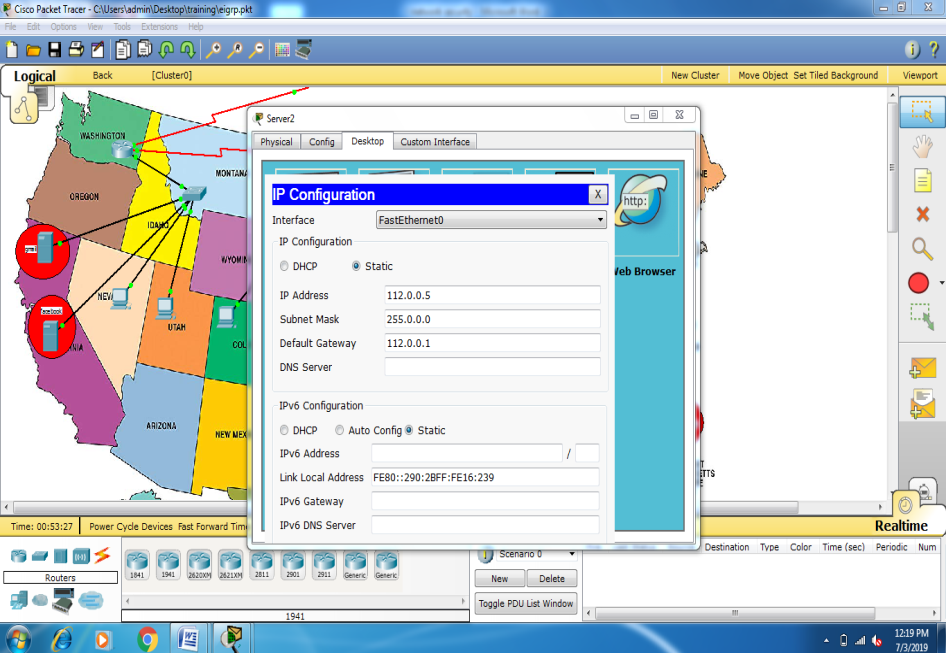 Cisco Packet Tracer - C:\Users\admin\Desktop\training\eigrp.pkt
File Edit Options View Tools Extensions Help
Logical Back [Cluster0] New Cluster Move Object Set Tiled Background Viewport
Server2
Physical Config Desktop Custom Interface
IP Configuration X
Interface FastEthernet0
IP Configuration
DHCP Static
IP Address 112.0.0.5
Subnet Mask 255.0.0.0
Default Gateway 112.0.0.1
DNS Server
IPv6 Configuration
DHCP Auto Config Static
IPv6 Address /
Link Local Address FE80::290:2BFF:FE16:239
IPv6 Gateway
IPv6 DNS Server
http:
Web Browser
WASHINGTON
MONTANA
OREGON
IDAHO
WYOMIN
NEV
UTAH
COL
facebook
NIA
ARIZONA
NEW MEX
NE
TS
Time: 00:53:27 Power Cycle Devices Fast Forward Time
Realtime
Routers
1841 1941 2620XM 2621XM 2811 2901 2911 Generic Generic
1941
Scenario 0
New Delete
Toggle PDU List Window
Destination Type Color Time (sec) Periodic Num
12:19 PM
7/3/2019